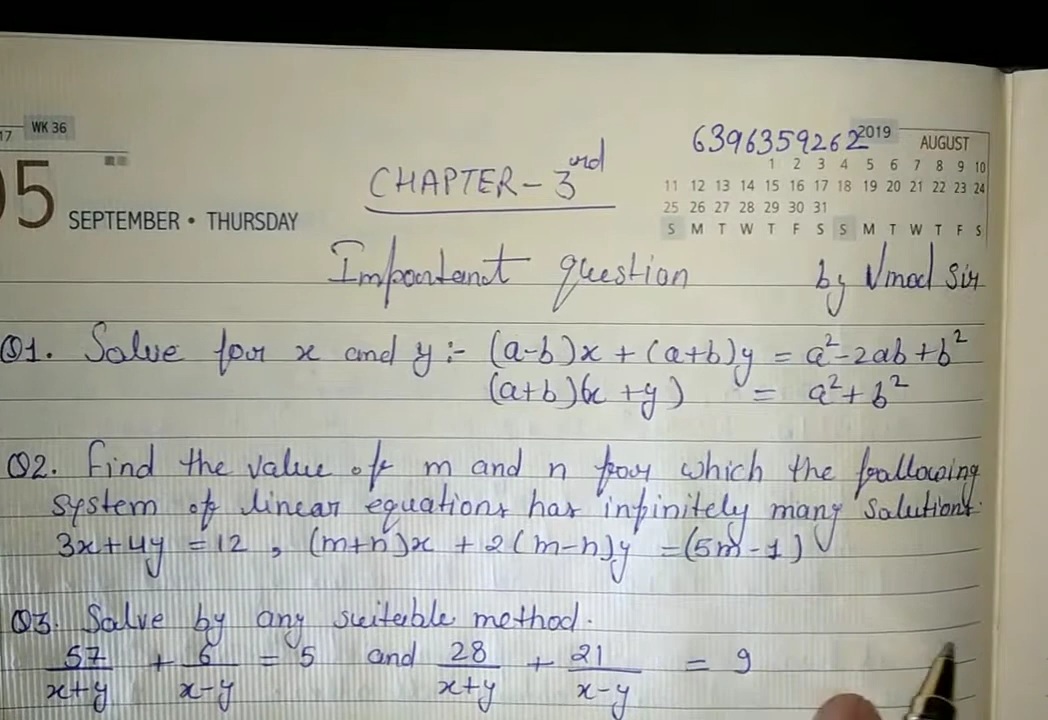 17 WK 36
6396359262 2019 AUGUST
1 2 3 4 5 6 7 8 9 10
CHAPTER - 3rd
11 12 13 14 15 16 17 18 19 20 21 22 23 24
05 SEPTEMBER • THURSDAY
25 26 27 28 29 30 31
S M T W T F S S M T W T F S
Importanat question by Vinod Sir
Q1. Solve for x and y :- (a-b)x + (a+b)y = a²-2ab+b²
(a+b)(x+y) = a²+b²
Q2. Find the value of m and n for which the following
system of linear equations has infinitely many solutions.
3x+4y = 12 , (m+n)x + 2(m-n)y = (5m-1)
Q3. Solve by any suitable method.
57/x+y + 6/x-y = 5 and 28/x+y + 21/x-y = 9